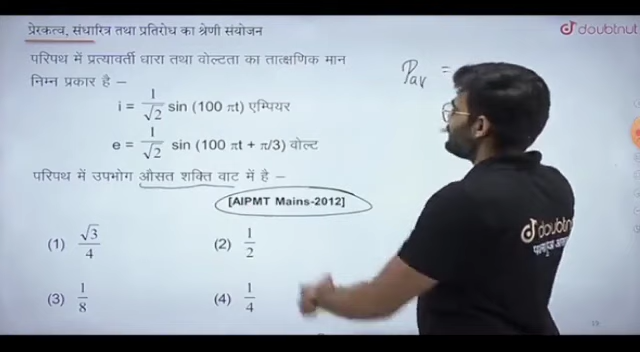 प्रेरकत्व, संधारित्र तथा प्रतिरोध का श्रेणी संयोजन
doubtnut
परिपथ में प्रत्यावर्ती धारा तथा वोल्टता का तात्क्षणिक मान
निम्न प्रकार है –
P_av =
i = 1/√2 sin (100 πt) एम्पियर
e = 1/√2 sin (100 πt + π/3) वोल्ट
परिपथ में उपभोग औसत शक्ति वाट में है –
[AIPMT Mains-2012]
(1) √3/4 (2) 1/2
(3) 1/8 (4) 1/4
doubtnut